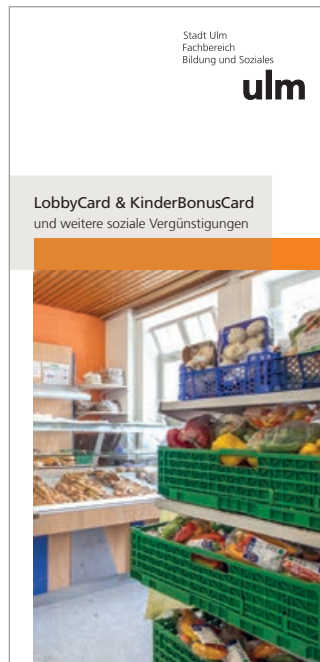 Stadt Ulm
Fachbereich
Bildung und Soziales
ulm
LobbyCard & KinderBonusCard
und weitere soziale Vergünstigungen